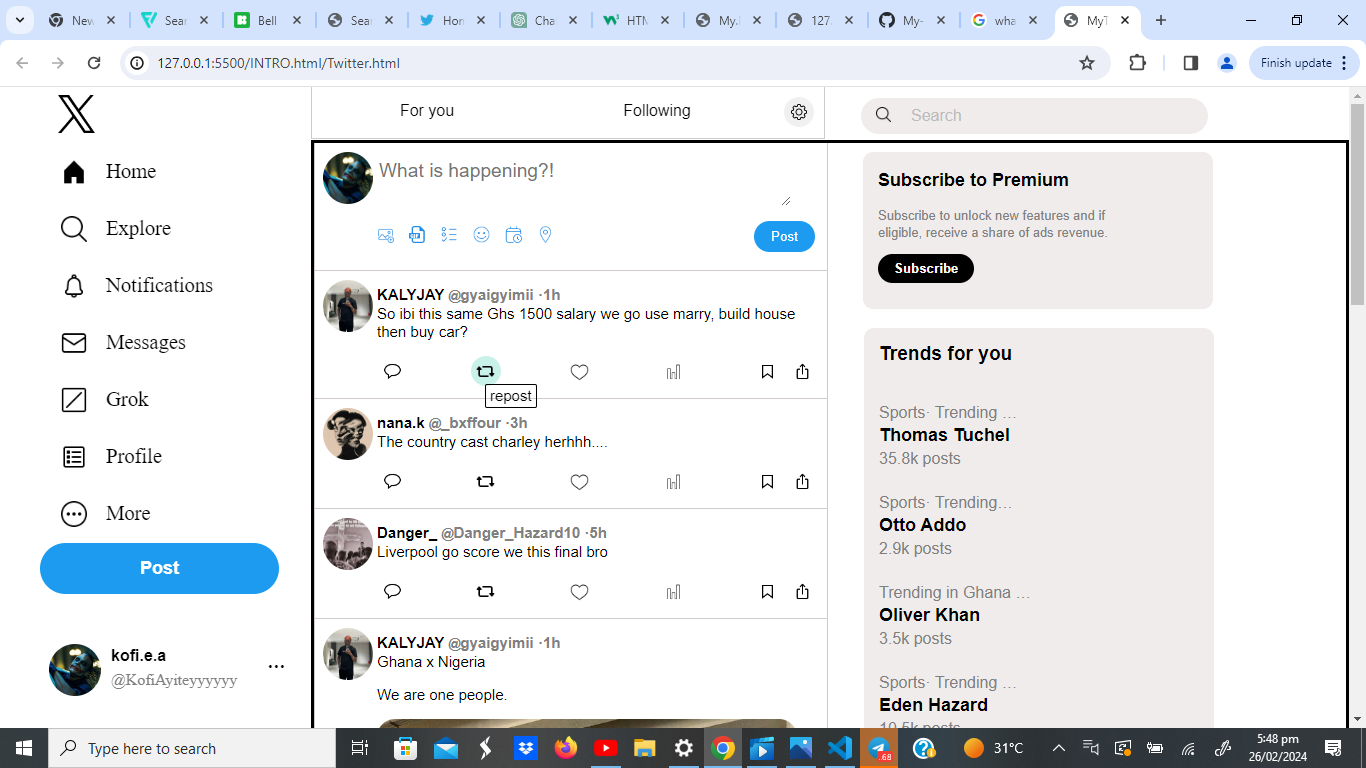 New
Sear
Bell
Sear
Hon
Cha
HTM
My.
127.
My-
wha
MyT
127.0.0.1:5500/INTRO.html/Twitter.html
Finish update
For you
Following
Search
Home
Explore
Notifications
Messages
Grok
Profile
More
Post
kofi.e.a
@KofiAyiteyyyyyy
What is happening?!
GIF
Post
KALYJAY @gyaigyimii ·1h
So ibi this same Ghs 1500 salary we go use marry, build house
then buy car?
repost
nana.k @_bxffour ·3h
The country cast charley herhhh....
Danger_ @Danger_Hazard10 ·5h
Liverpool go score we this final bro
KALYJAY @gyaigyimii ·1h
Ghana x Nigeria
We are one people.
Subscribe to Premium
Subscribe to unlock new features and if
eligible, receive a share of ads revenue.
Subscribe
Trends for you
Sports· Trending ...
Thomas Tuchel
35.8k posts
Sports· Trending...
Otto Addo
2.9k posts
Trending in Ghana ...
Oliver Khan
3.5k posts
Sports· Trending ...
Eden Hazard
10.5k posts
Type here to search
.68
31°C
5:48 pm
26/02/2024